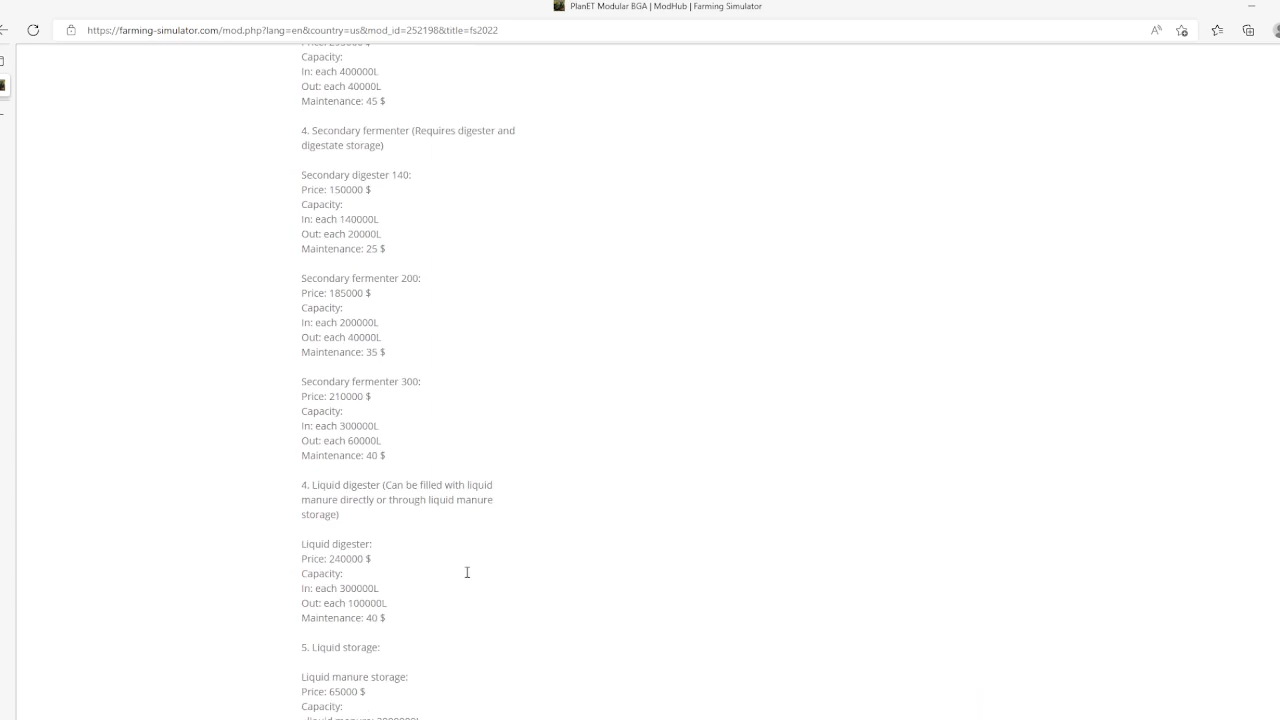 PlanET Modular BGA | ModHub | Farming Simulator
https://farming-simulator.com/mod.php?lang=en&country=us&mod_id=252198&title=fs2022
Capacity:
In: each 400000L
Out: each 40000L
Maintenance: 45 $
4. Secondary fermenter (Requires digester and
digestate storage)
Secondary digester 140:
Price: 150000 $
Capacity:
In: each 140000L
Out: each 20000L
Maintenance: 25 $
Secondary fermenter 200:
Price: 185000 $
Capacity:
In: each 200000L
Out: each 40000L
Maintenance: 35 $
Secondary fermenter 300:
Price: 210000 $
Capacity:
In: each 300000L
Out: each 60000L
Maintenance: 40 $
4. Liquid digester (Can be filled with liquid
manure directly or through liquid manure
storage)
Liquid digester:
Price: 240000 $
Capacity:
In: each 300000L
Out: each 100000L
Maintenance: 40 $
5. Liquid storage:
Liquid manure storage:
Price: 65000 $
Capacity: